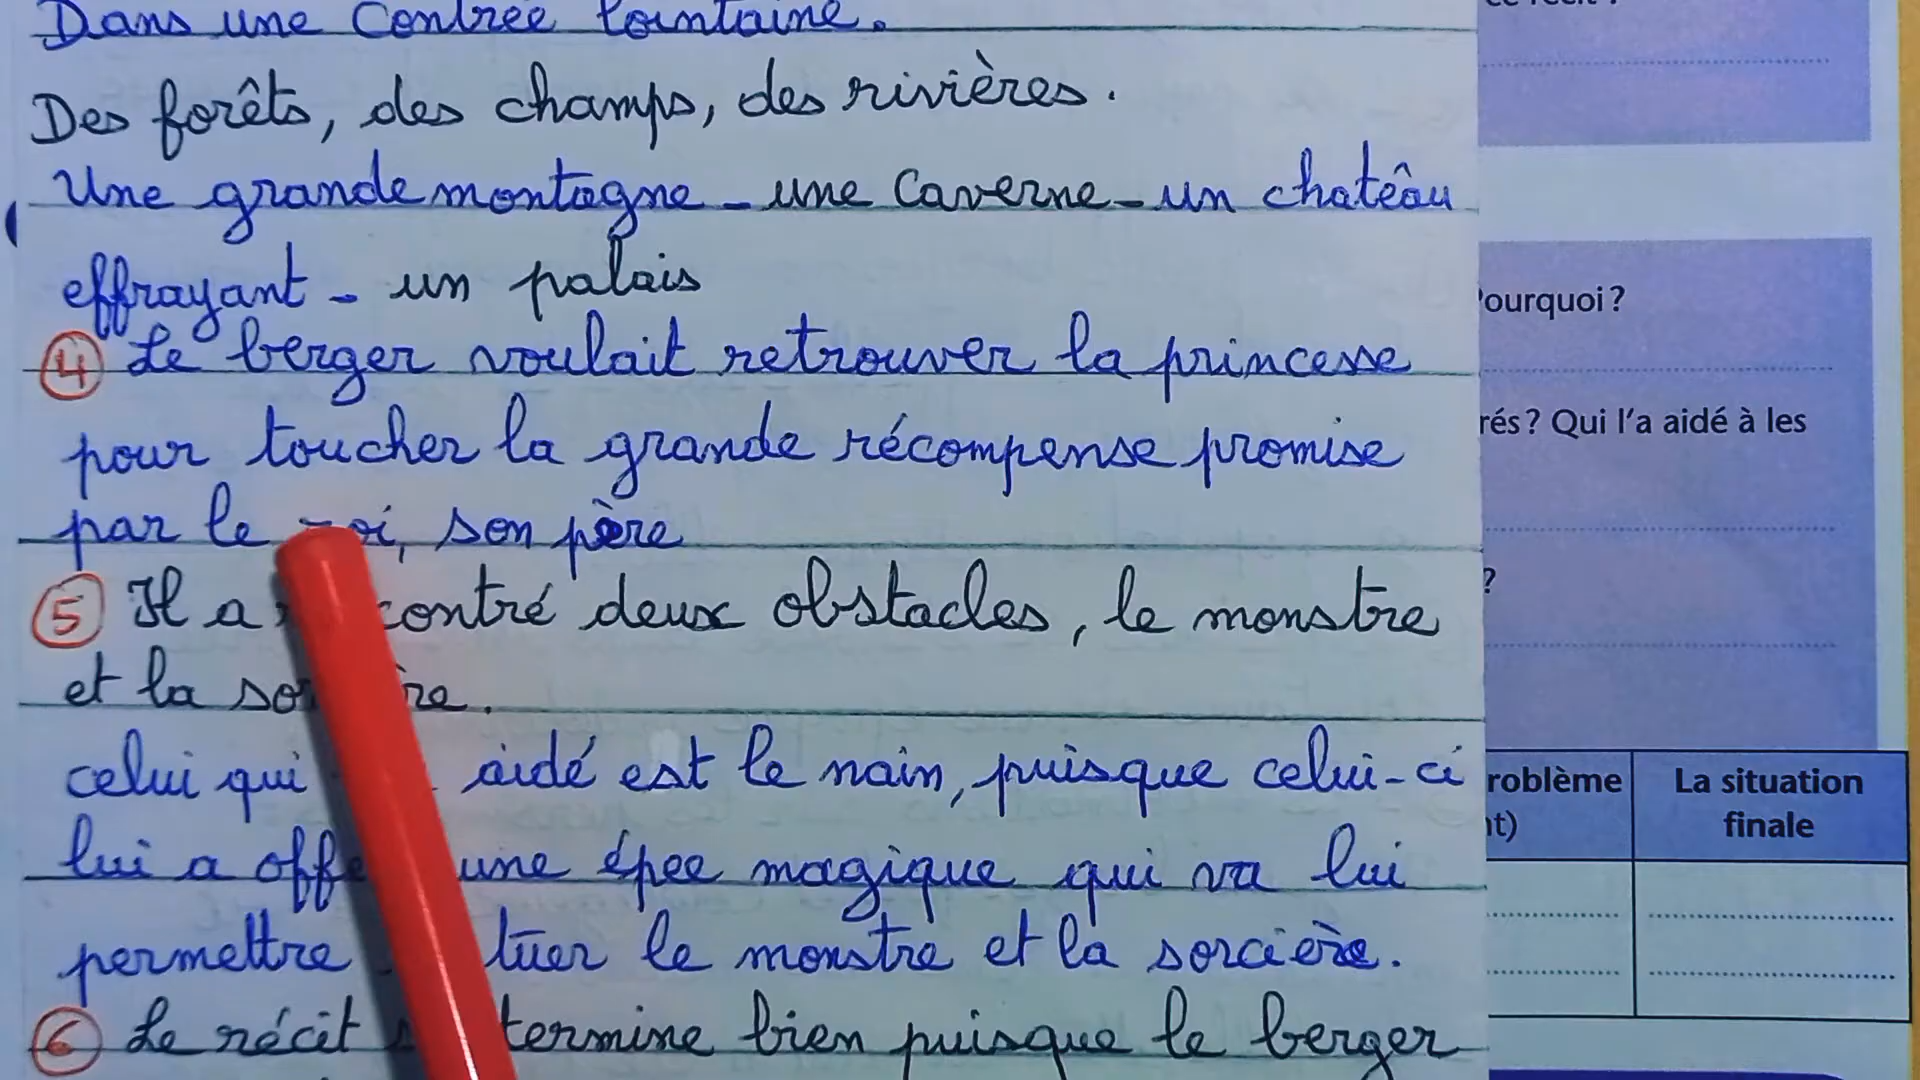 Dans une Contrée lointaine.
Des forêts, des champs, des rivières.
Une grande montagne - une Caverne - un chateâu
effrayant - un palais
4 Le berger voulait retrouver la princesse
pour toucher la grande récompense promise
par le roi, son père
5 Il a contré deux obstacles, le monstre
et la
celui qui aidé est le nain, puisque celui-ci
lui a une épee magique qui va lui
permettre tuer le monstre et la sorcière.
6 Le récit termine bien puisque le berger
ourquoi ?
rés ? Qui l'a aidé à les
?
roblème
t)
La situation
finale